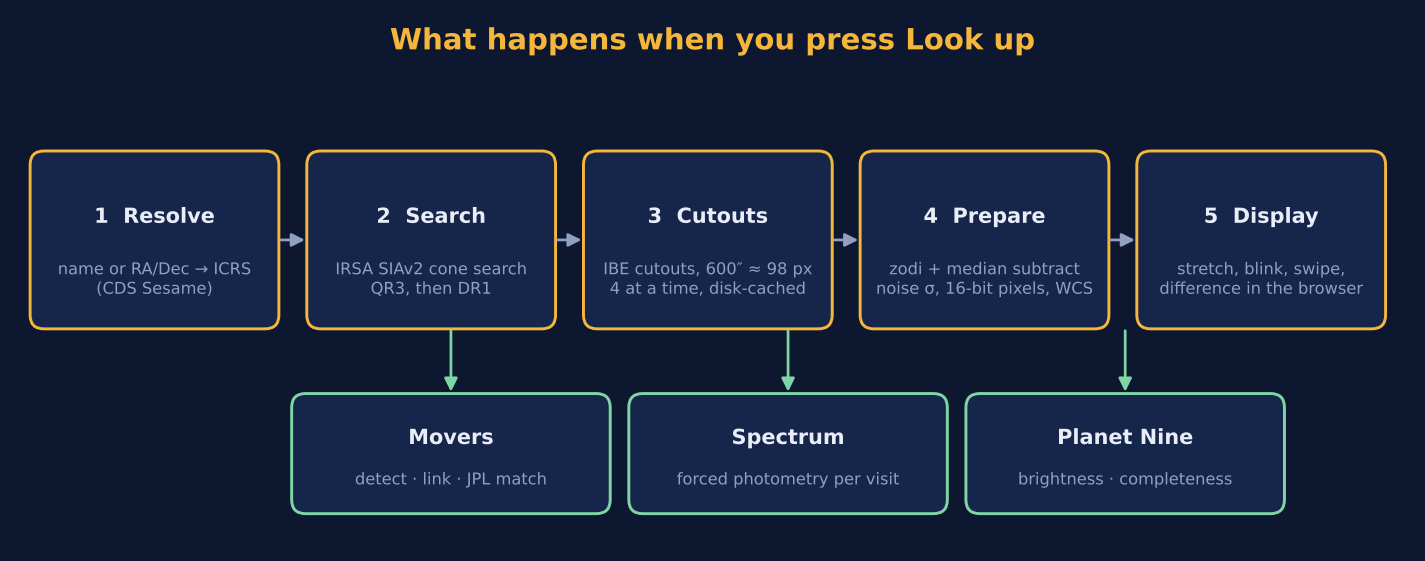 What happens when you press Look up
1 Resolve
name or RA/Dec → ICRS
(CDS Sesame)
2 Search
IRSA SIAv2 cone search
QR3, then DR1
3 Cutouts
IBE cutouts, 600″ ≈ 98 px
4 at a time, disk-cached
4 Prepare
zodi + median subtract
noise σ, 16-bit pixels, WCS
5 Display
stretch, blink, swipe,
difference in the browser
Movers
detect · link · JPL match
Spectrum
forced photometry per visit
Planet Nine
brightness · completeness